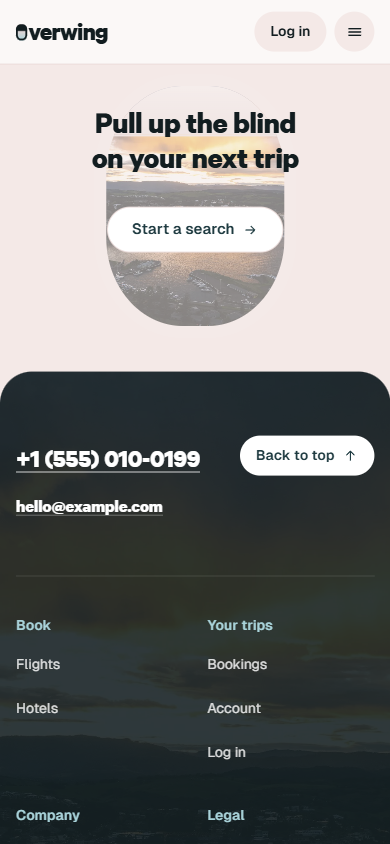 Overwing
Log in
Pull up the blind
on your next trip
Start a search
+1 (555) 010-0199
Back to top
hello@example.com
Book
Your trips
Flights
Bookings
Hotels
Account
Log in
Company
Legal